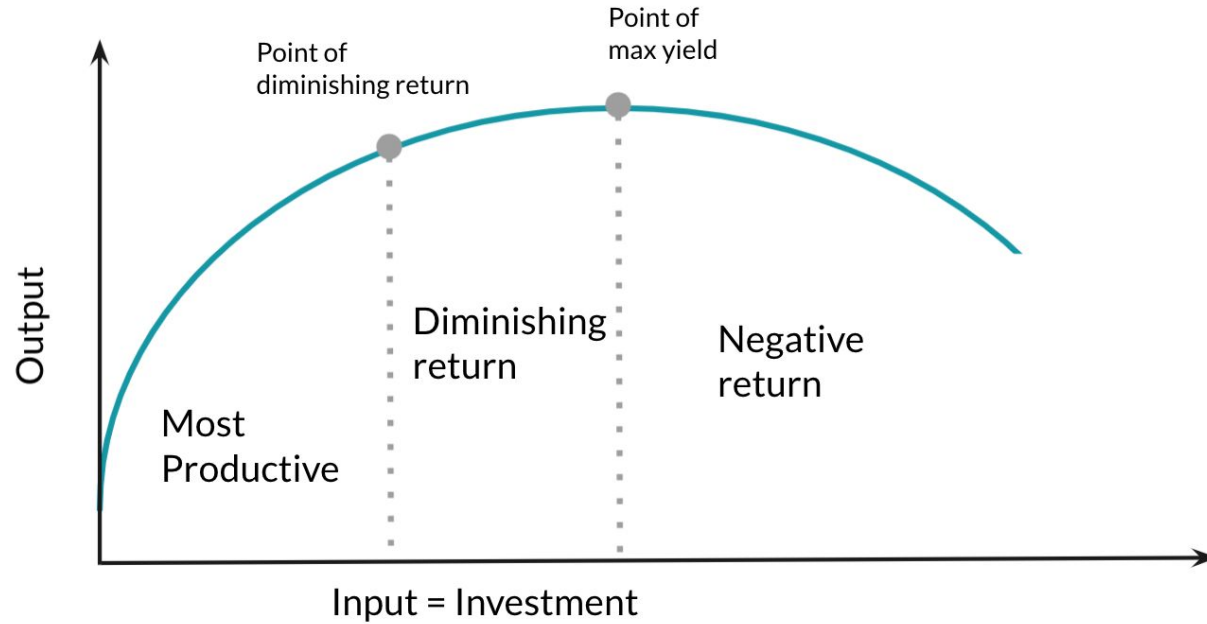 Point of
max yield
Point of
diminishing return
Output
Diminishing
return
Negative
return
Most
Productive
Input = Investment